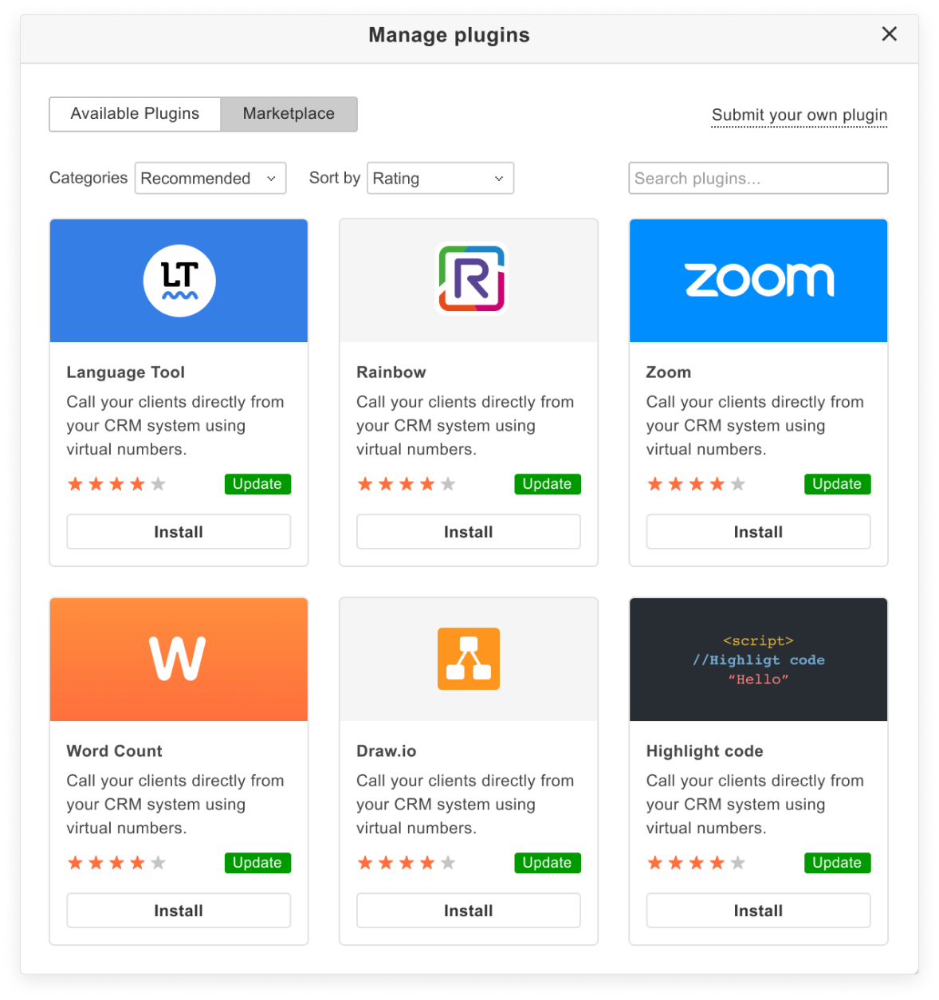 Manage plugins
Available Plugins
Marketplace
Submit your own plugin
Categories
Recommended
Sort by
Rating
Search plugins...
LT
R
zoom
Language Tool
Call your clients directly from
your CRM system using
virtual numbers.
Update
Install
Rainbow
Call your clients directly from
your CRM system using
virtual numbers.
Update
Install
Zoom
Call your clients directly from
your CRM system using
virtual numbers.
Update
Install
W
<script>
//Highligt code
“Hello”
Word Count
Call your clients directly from
your CRM system using
virtual numbers.
Update
Install
Draw.io
Call your clients directly from
your CRM system using
virtual numbers.
Update
Install
Highlight code
Call your clients directly from
your CRM system using
virtual numbers.
Update
Install